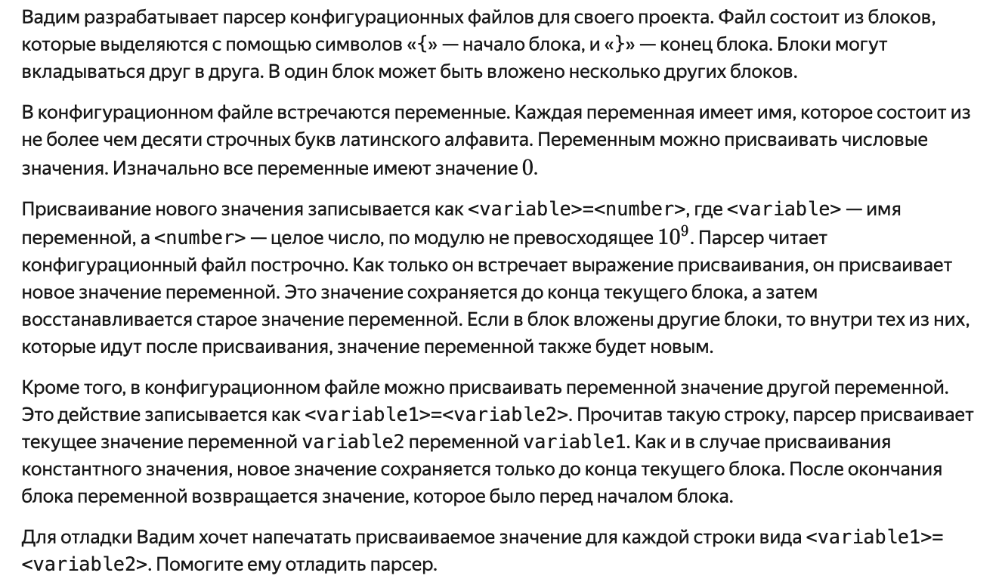 Вадим разрабатывает парсер конфигурационных файлов для своего проекта. Файл состоит из блоков,
которые выделяются с помощью символов «{» — начало блока, и «}» — конец блока. Блоки могут
вкладываться друг в друга. В один блок может быть вложено несколько других блоков.
В конфигурационном файле встречаются переменные. Каждая переменная имеет имя, которое состоит из
не более чем десяти строчных букв латинского алфавита. Переменным можно присваивать числовые
значения. Изначально все переменные имеют значение 0.
Присваивание нового значения записывается как <variable>=<number>, где <variable> — имя
переменной, а <number> — целое число, по модулю не превосходящее 10⁹. Парсер читает
конфигурационный файл построчно. Как только он встречает выражение присваивания, он присваивает
новое значение переменной. Это значение сохраняется до конца текущего блока, а затем
восстанавливается старое значение переменной. Если в блок вложены другие блоки, то внутри тех из них,
которые идут после присваивания, значение переменной также будет новым.
Кроме того, в конфигурационном файле можно присваивать переменной значение другой переменной.
Это действие записывается как <variable1>=<variable2>. Прочитав такую строку, парсер присваивает
текущее значение переменной variable2 переменной variable1. Как и в случае присваивания
константного значения, новое значение сохраняется только до конца текущего блока. После окончания
блока переменной возвращается значение, которое было перед началом блока.
Для отладки Вадим хочет напечатать присваиваемое значение для каждой строки вида <variable1>=
<variable2>. Помогите ему отладить парсер.